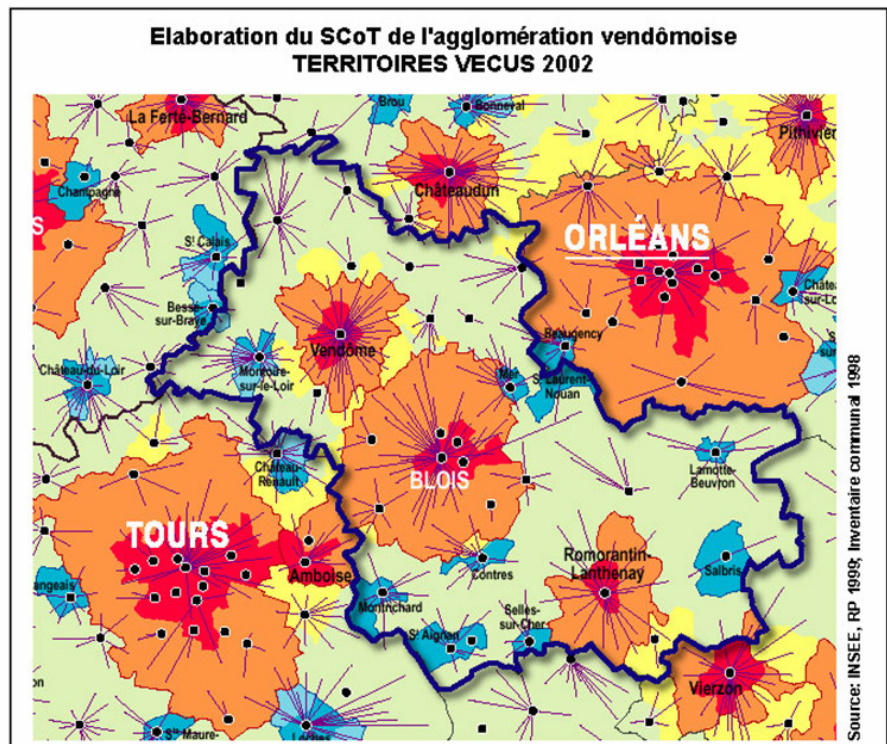 Elaboration du SCoT de l'agglomération vendômoise
TERRITOIRES VECUS 2002
La Ferté-Bernard
Brou
Bonneval
Champagné
Châteaudun
S
ORLÉANS
St Calais
Bessé-
sur-Braye
Vendôme
Beaugency
Château-du-Loir
Montoire-
sur-le-Loir
Mer
St Laurent-
Nouan
Château-
Renault
BLOIS
Lamotte-
Beuvron
TOURS
Amboise
Contres
Romorantin-
Lanthenay
Salbris
angeais
Montrichard
Selles-
sur-Cher
St Aignan
Vierzon
Ste Maure-
Source: INSEE, RP 1999; Inventaire communal 1998